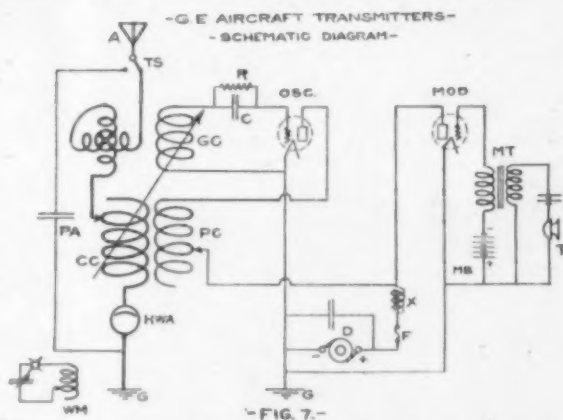 -G.E AIRCRAFT TRANSMITTERS-
-SCHEMATIC DIAGRAM-
A
TS
R
C
OSC.
MOD
GC
MT
PA
CC
PC
T
MB
+
X
HWA
D
F
-
+
WM
G
G
-FIG. 7.-